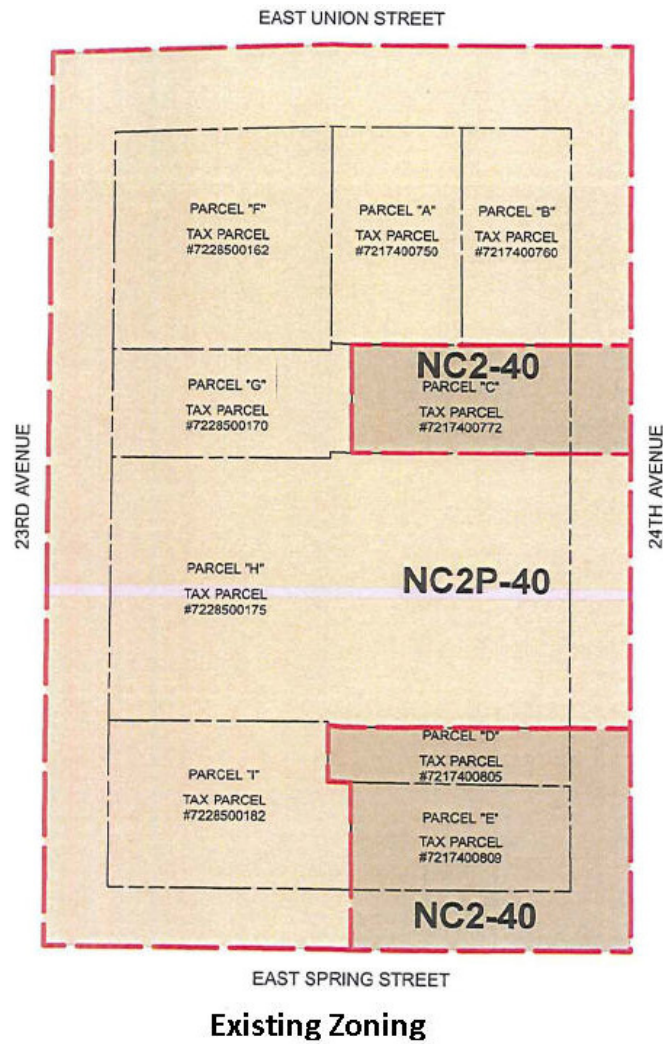 EAST UNION STREET
PARCEL "F"
TAX PARCEL
#7228500162
PARCEL "A"
TAX PARCEL
#7217400750
PARCEL "B"
TAX PARCEL
#7217400760
PARCEL "G"
TAX PARCEL
#7228500170
NC2-40
PARCEL "C"
TAX PARCEL
#7217400772
23RD AVENUE
24TH AVENUE
PARCEL "H"
TAX PARCEL
#7228500175
NC2P-40
PARCEL "I"
TAX PARCEL
#7228500182
PARCEL "D"
TAX PARCEL
#7217400805
PARCEL "E"
TAX PARCEL
#7217400809
NC2-40
EAST SPRING STREET
Existing Zoning